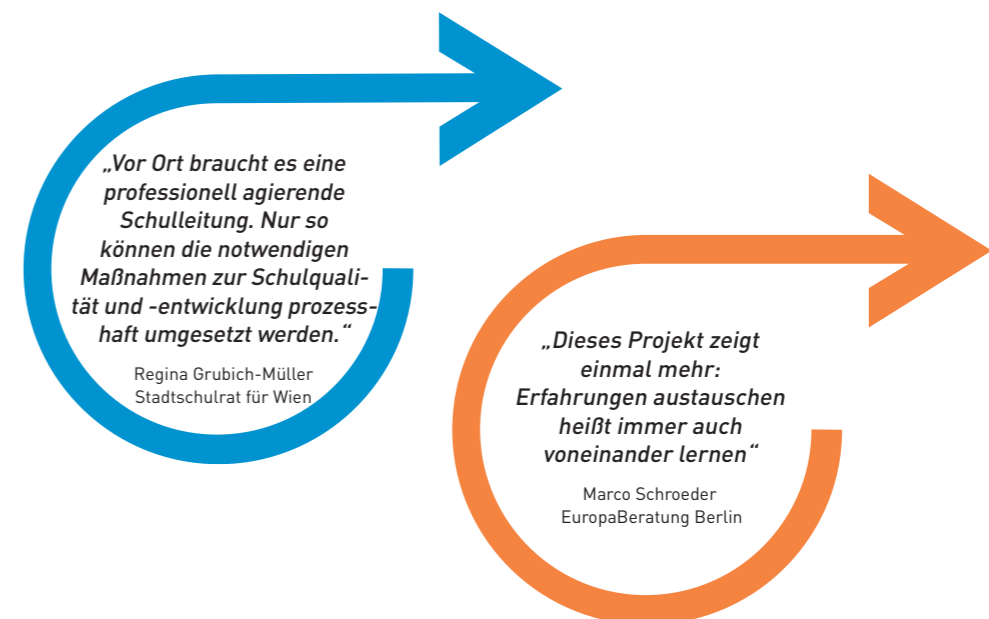 „Vor Ort braucht es eine
professionell agierende
Schulleitung. Nur so
können die notwendigen
Maßnahmen zur Schulquali-
tät und -entwicklung prozess-
haft umgesetzt werden.“
Regina Grubich-Müller
Stadtschulrat für Wien
„Dieses Projekt zeigt
einmal mehr:
Erfahrungen austauschen
heißt immer auch
voneinander lernen“
Marco Schroeder
EuropaBeratung Berlin